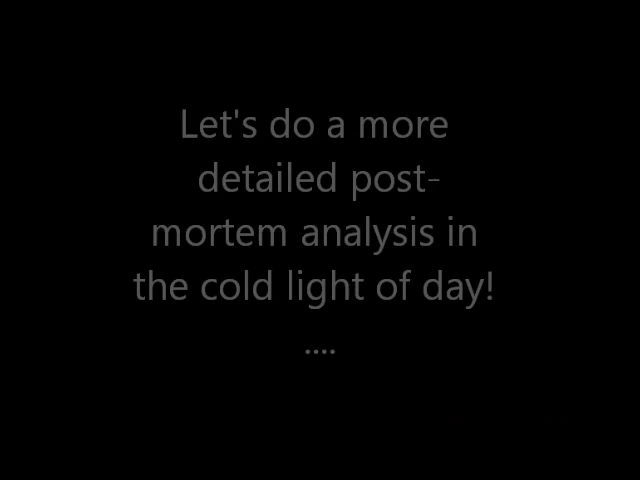 Let's do a more
detailed post-
mortem analysis in
the cold light of day!
....